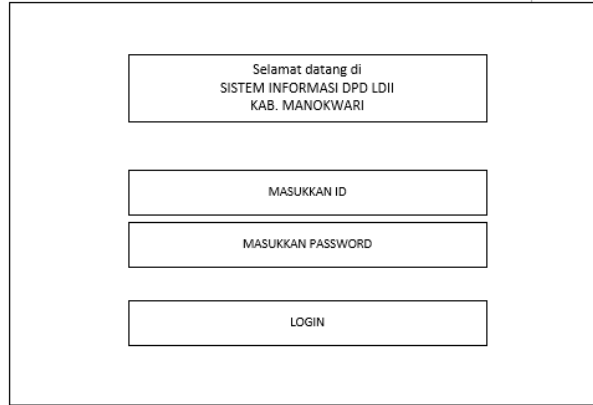 Selamat datang di
SISTEM INFORMASI DPD LDII
KAB. MANOKWARI
MASUKKAN ID
MASUKKAN PASSWORD
LOGIN